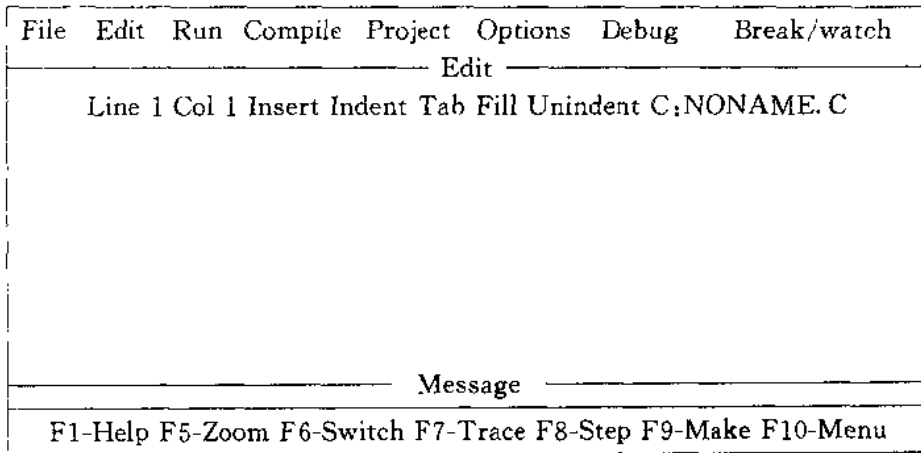 File Edit Run Compile Project Options Debug Break/watch
Edit
Line 1 Col 1 Insert Indent Tab Fill Unindent C:NONAME.C
Message
F1-Help F5-Zoom F6-Switch F7-Trace F8-Step F9-Make F10-Menu